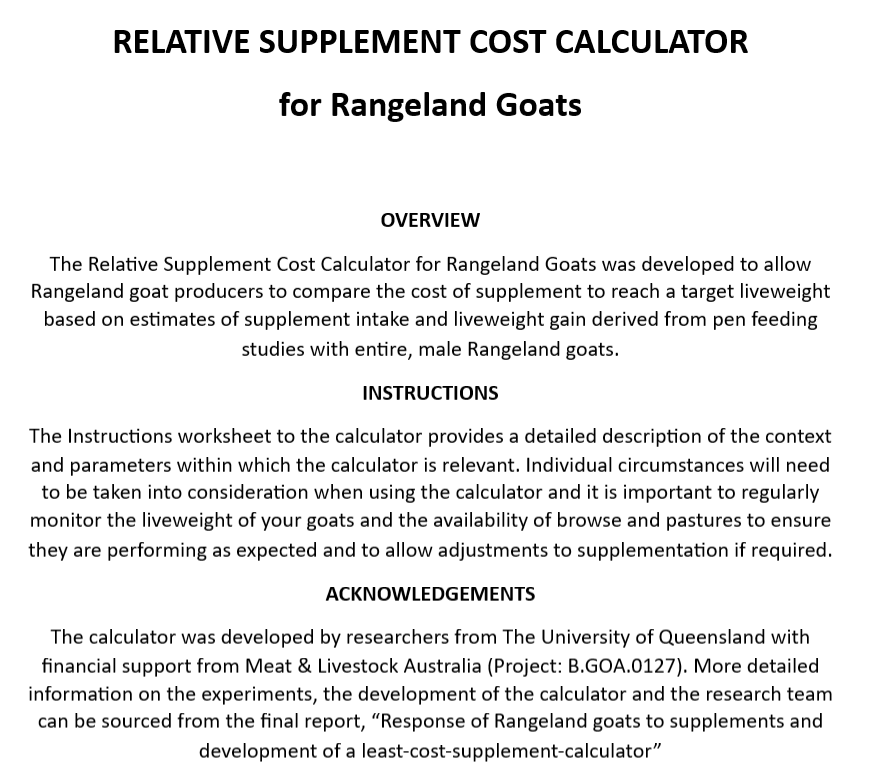 RELATIVE SUPPLEMENT COST CALCULATOR
for Rangeland Goats
OVERVIEW
The Relative Supplement Cost Calculator for Rangeland Goats was developed to allow
Rangeland goat producers to compare the cost of supplement to reach a target liveweight
based on estimates of supplement intake and liveweight gain derived from pen feeding
studies with entire, male Rangeland goats.
INSTRUCTIONS
The Instructions worksheet to the calculator provides a detailed description of the context
and parameters within which the calculator is relevant. Individual circumstances will need
to be taken into consideration when using the calculator and it is important to regularly
monitor the liveweight of your goats and the availability of browse and pastures to ensure
they are performing as expected and to allow adjustments to supplementation if required.
ACKNOWLEDGEMENTS
The calculator was developed by researchers from The University of Queensland with
financial support from Meat & Livestock Australia (Project: B.GOA.0127). More detailed
information on the experiments, the development of the calculator and the research team
can be sourced from the final report, “Response of Rangeland goats to supplements and
development of a least-cost-supplement-calculator”